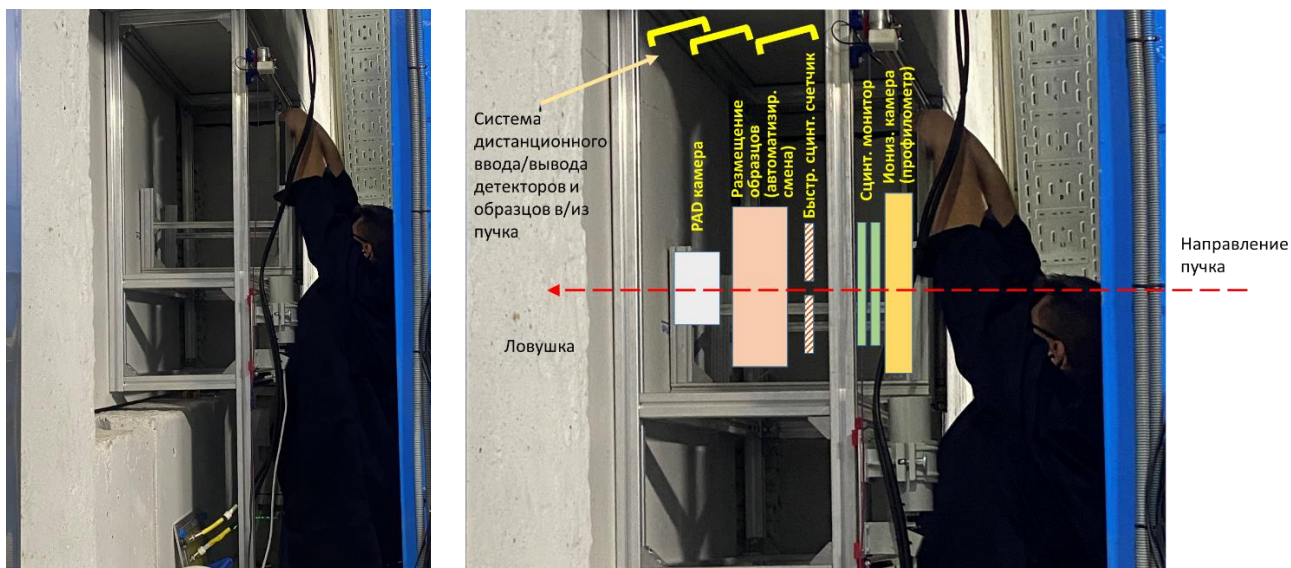 Система
дистанционного
ввода/вывода
детекторов и
образцов в/из
пучка
PAD камера
Размещение
образцов
(автоматизир.
смена)
Быстр. сцинт. счетчик
Сцинт. монитор
Иониз. камера
(профилометр)
Направление
пучка
Ловушка